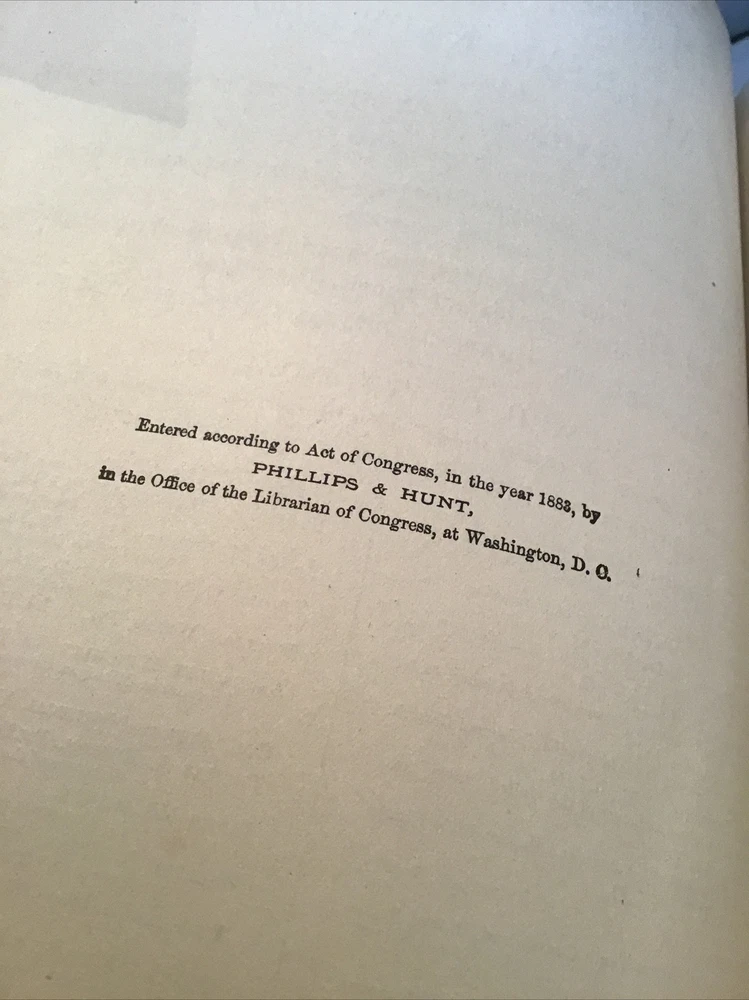 Entered according to Act of Congress, in the year 1883, by
PHILLIPS & HUNT,
in the Office of the Librarian of Congress, at Washington, D. C.